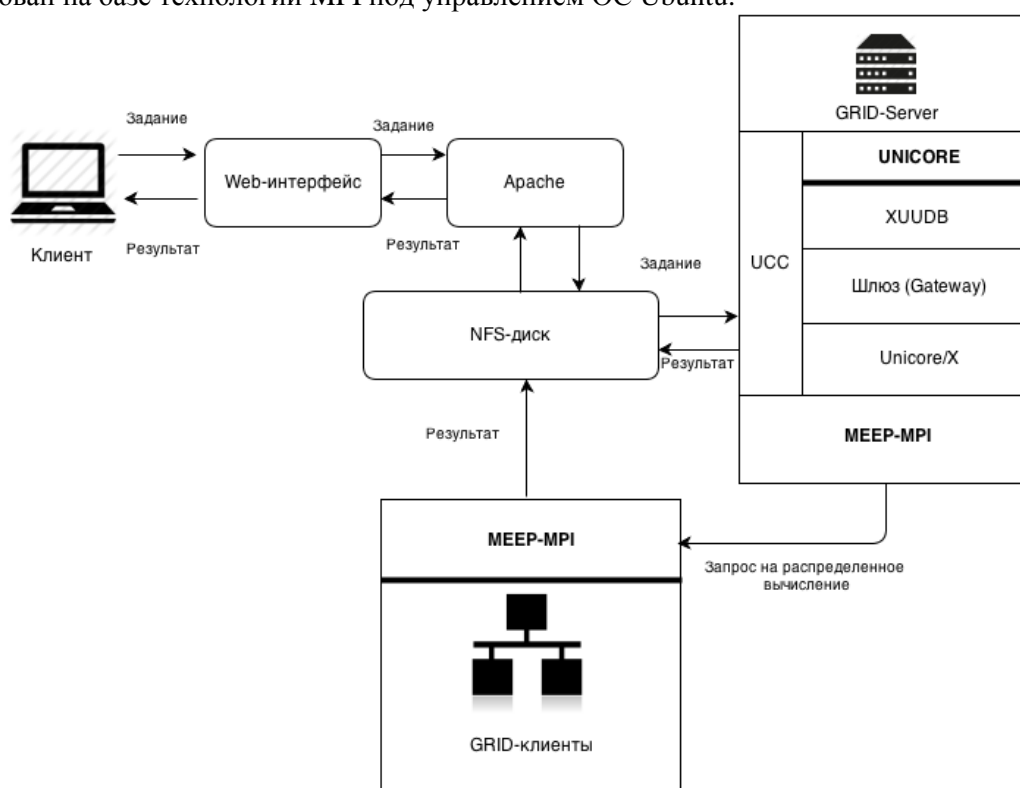 ован на базе технологии MPI под управлением ОС Ubuntu.
GRID-Server
Задание
Задание
UNICORE
Web-интерфейс
Apache
XUUDB
Клиент
Результат
Результат
Задание
UCC
Шлюз (Gateway)
NFS-диск
Результат
Unicore/X
Результат
MEEP-MPI
MEEP-MPI
Запрос на распределенное
вычисление
GRID-клиенты